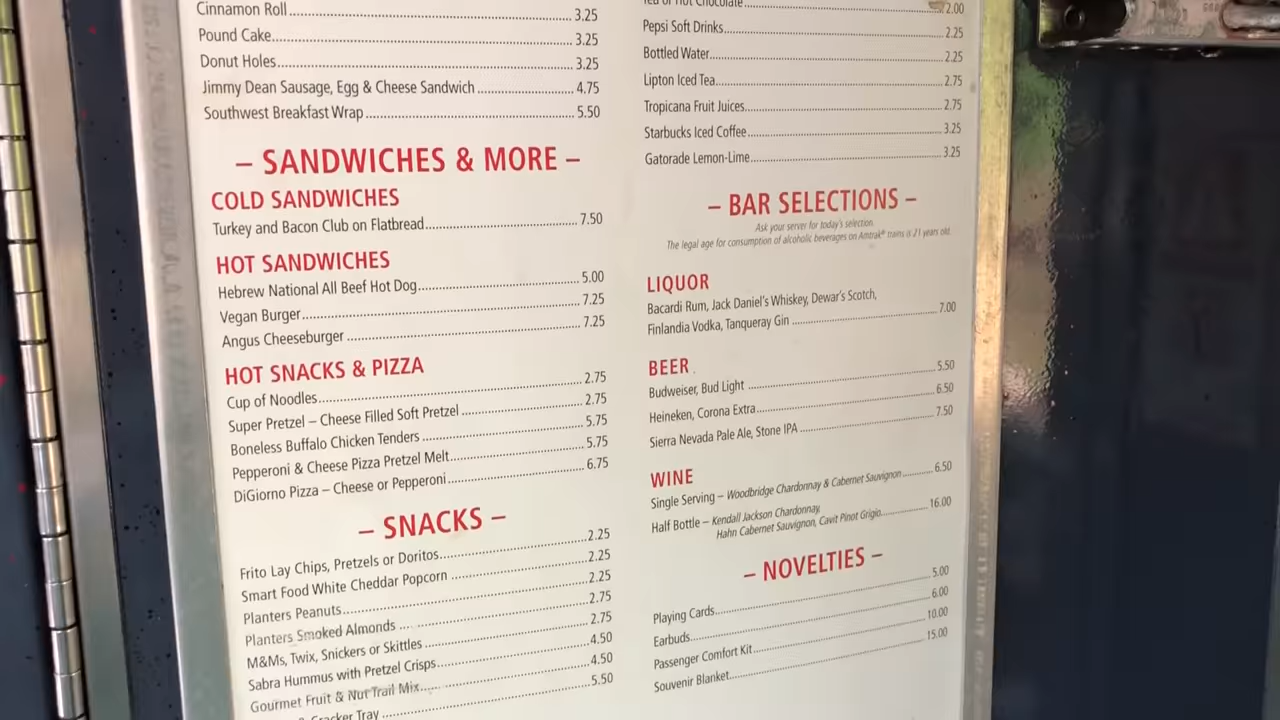 Cinnamon Roll 3.25
Pound Cake 3.25
Donut Holes 3.25
Jimmy Dean Sausage, Egg & Cheese Sandwich 4.75
Southwest Breakfast Wrap 5.50
– SANDWICHES & MORE –
COLD SANDWICHES
Turkey and Bacon Club on Flatbread 7.50
HOT SANDWICHES
Hebrew National All Beef Hot Dog 5.00
Vegan Burger 7.25
Angus Cheeseburger 7.25
HOT SNACKS & PIZZA
Cup of Noodles 2.75
Super Pretzel – Cheese Filled Soft Pretzel 2.75
Boneless Buffalo Chicken Tenders 5.75
Pepperoni & Cheese Pizza Pretzel Melt 5.75
DiGiorno Pizza – Cheese or Pepperoni 6.75
– SNACKS –
Frito Lay Chips, Pretzels or Doritos 2.25
Smart Food White Cheddar Popcorn 2.25
Planters Peanuts 2.25
Planters Smoked Almonds 2.75
M&Ms, Twix, Snickers or Skittles 2.75
Sabra Hummus with Pretzel Crisps 4.50
Gourmet Fruit & Nut Trail Mix 4.50
& Cracker Tray 5.50
Hot Chocolate 2.00
Pepsi Soft Drinks 2.25
Bottled Water 2.25
Lipton Iced Tea 2.75
Tropicana Fruit Juices 2.75
Starbucks Iced Coffee 3.25
Gatorade Lemon-Lime 3.25
– BAR SELECTIONS –
Ask your server for today's selection.
The legal age for consumption of alcoholic beverages on Amtrak® trains is 21 years old.
LIQUOR
Bacardi Rum, Jack Daniel's Whiskey, Dewar's Scotch,
Finlandia Vodka, Tanqueray Gin 7.00
BEER
Budweiser, Bud Light 5.50
Heineken, Corona Extra 6.50
Sierra Nevada Pale Ale, Stone IPA 7.50
WINE
Single Serving – Woodbridge Chardonnay & Cabernet Sauvignon 6.50
Half Bottle – Kendall Jackson Chardonnay,
Hahn Cabernet Sauvignon, Cavit Pinot Grigio 16.00
– NOVELTIES –
Playing Cards 5.00
Earbuds 6.00
Passenger Comfort Kit 10.00
Souvenir Blanket 15.00